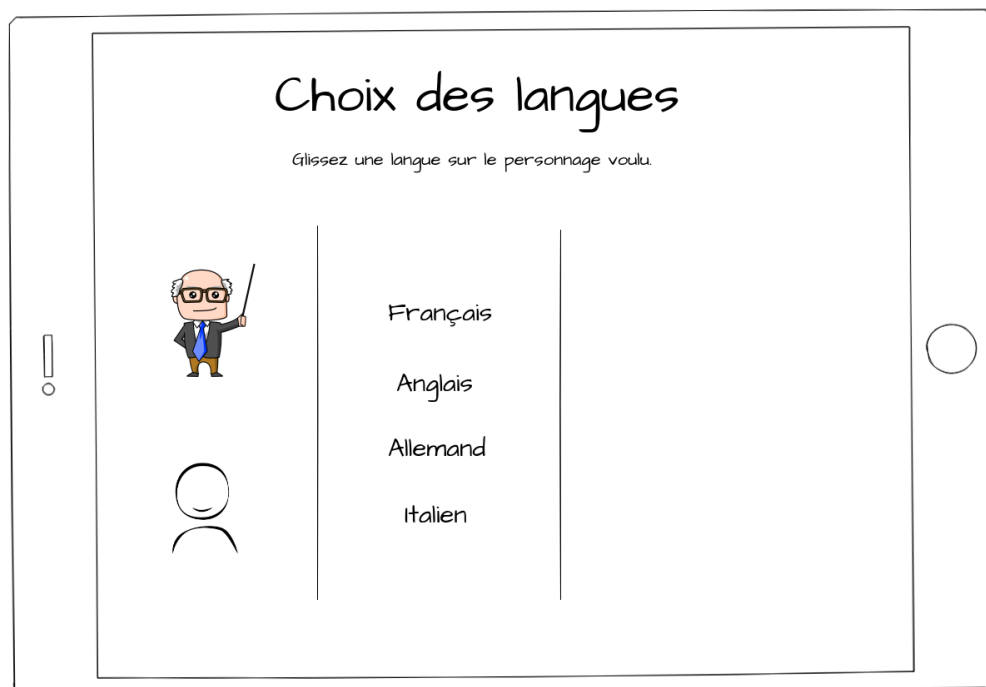 Choix des langues
Glissez une langue sur le personnage voulu.
Français
Anglais
Allemand
Italien